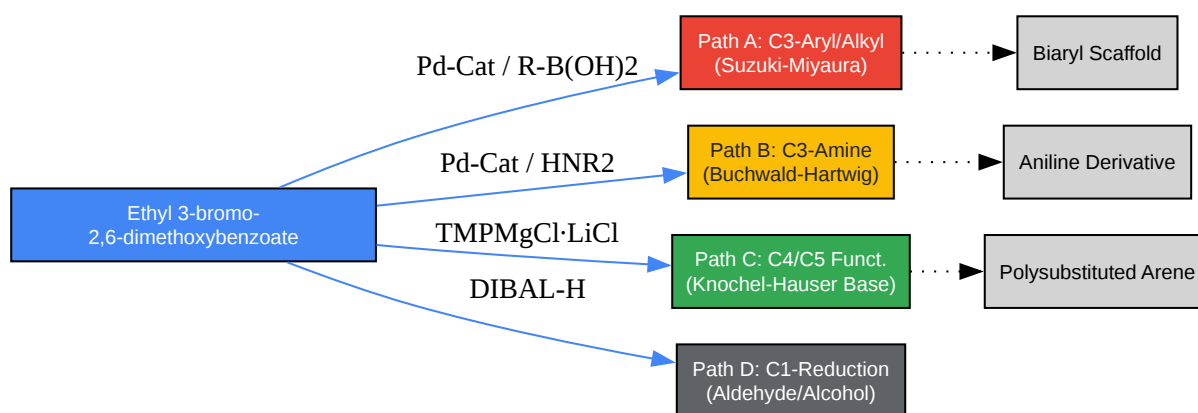 Pd-Cat / R-B(OH)2
Path A: C3-Aryl/Alkyl
(Suzuki-Miyaura)
Biaryl Scaffold
Pd-Cat / HNR2
Path B: C3-Amine
(Buchwald-Hartwig)
Aniline Derivative
Ethyl 3-bromo-
2,6-dimethoxybenzoate
TMPMgCl·LiCl
Path C: C4/C5 Funct.
(Knochel-Hauser Base)
Polysubstituted Arene
DIBAL-H
Path D: C1-Reduction
(Aldehyde/Alcohol)